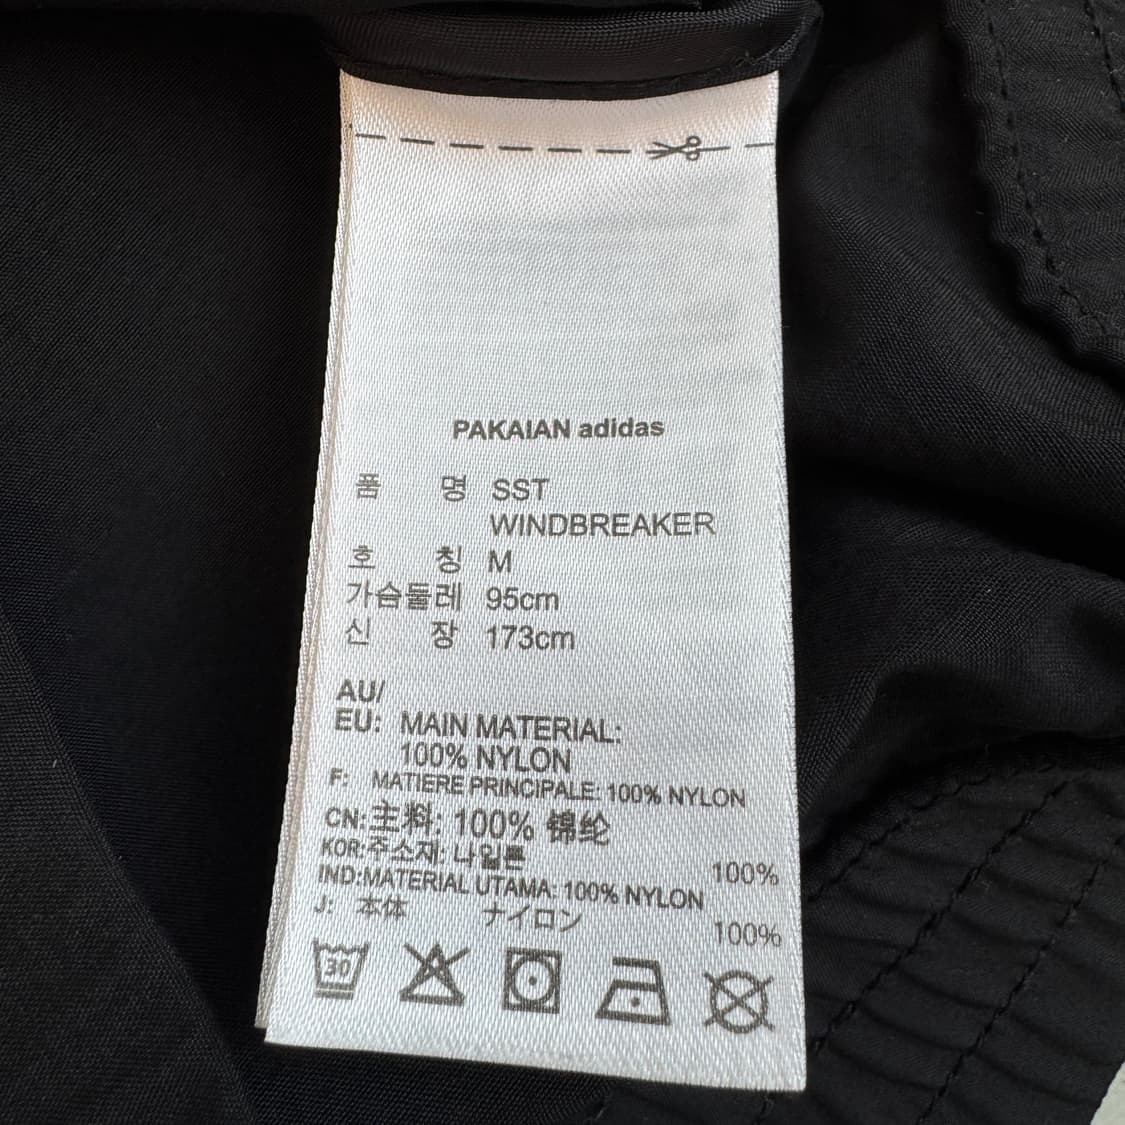 PAKAIAN adidas
품 명 SST
WINDBREAKER
호 칭 M
가슴둘레 95cm
신 장 173cm
AU/
EU: MAIN MATERIAL:
100% NYLON
F: MATIERE PRINCIPALE: 100% NYLON
CN:主料: 100% 锦纶
KOR:주소재: 나일론 100%
IND:MATERIAL UTAMA: 100% NYLON
J: 本体 ナイロン 100%
30